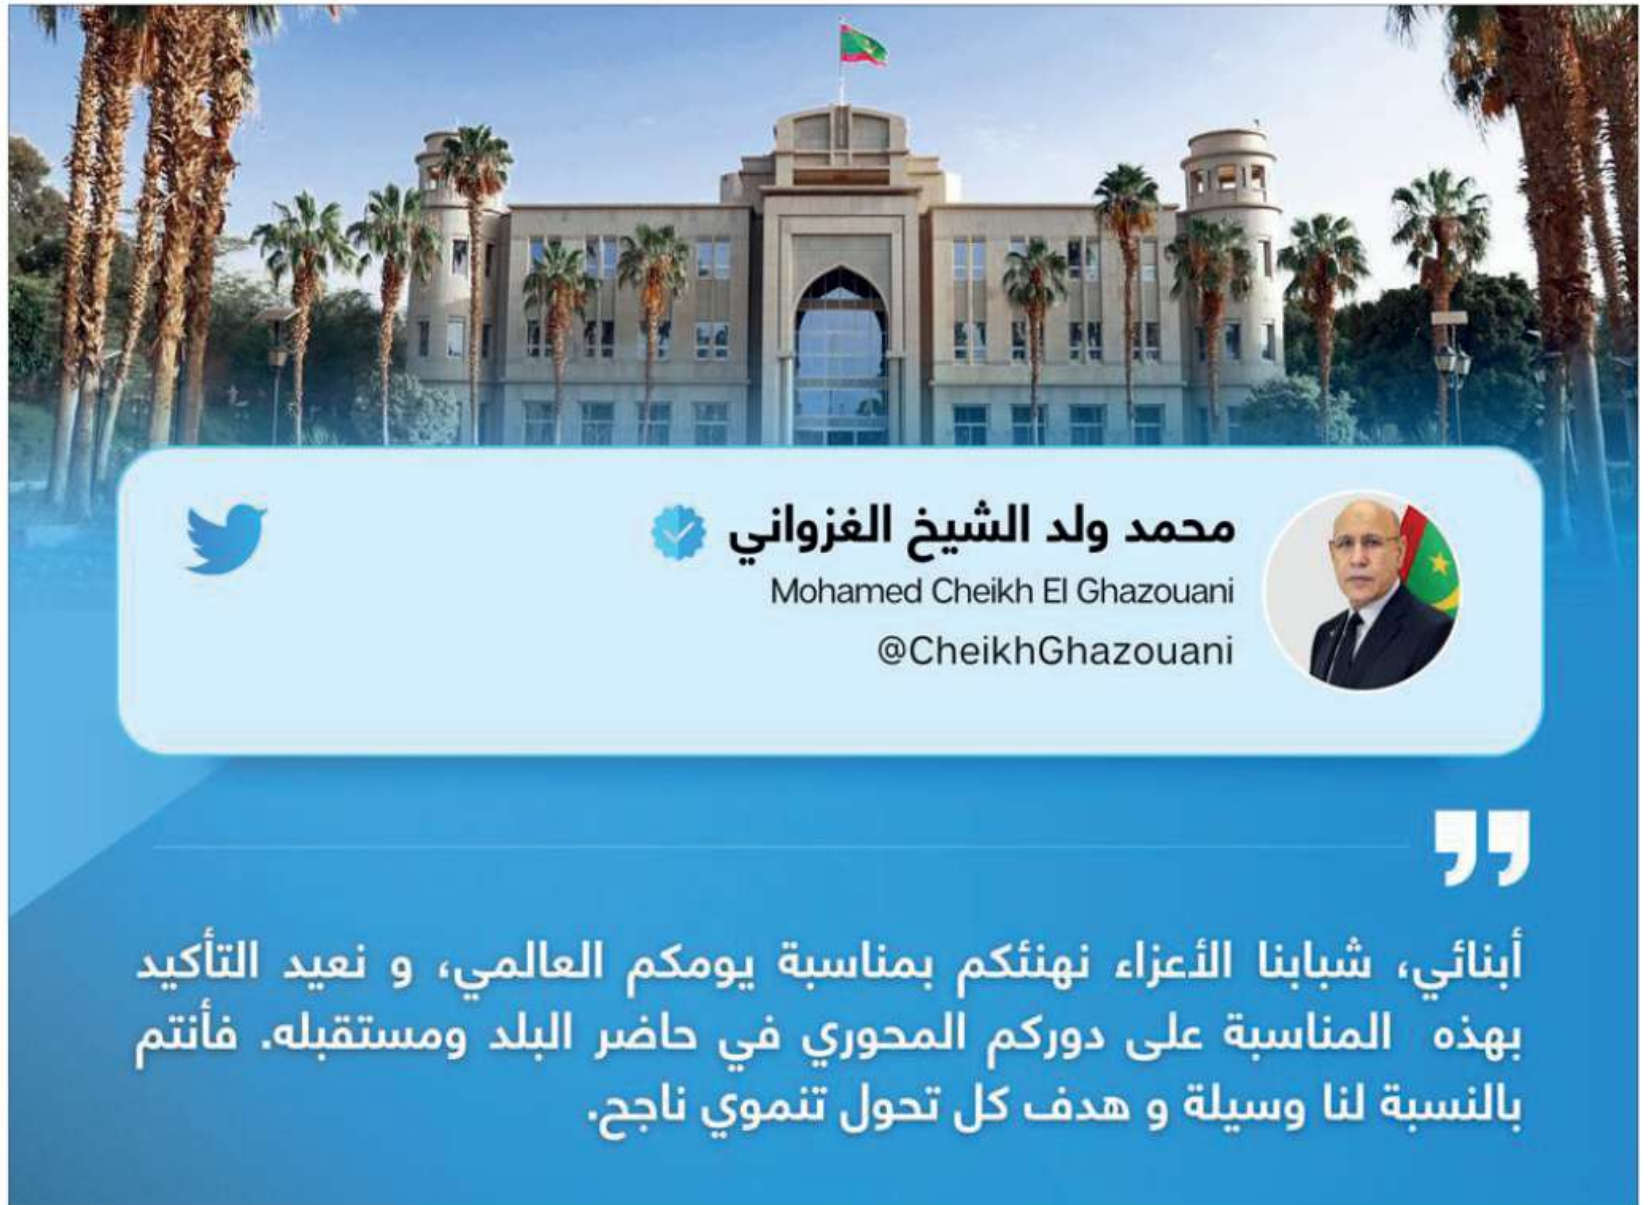 محمد ولد الشيخ الغزواني
Mohamed Cheikh El Ghazouani
@CheikhGhazouani
أبنائي، شبابنا الأعزاء نهنئكم بمناسبة يومكم العالمي، و نعيد التأكيد
بهذه المناسبة على دوركم المحوري في حاضر البلد ومستقبله. فأنتم
بالنسبة لنا وسيلة و هدف كل تحول تنموي ناجح.